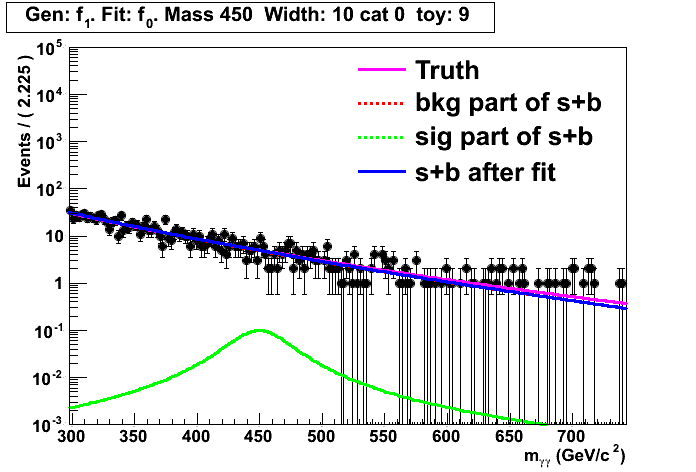 Gen: f1. Fit: f0. Mass 450 Width: 10 cat 0 toy: 9
Events / ( 2.225 )
10^5
10^4
10^3
10^2
10
1
10^-1
10^-2
10^-3
Truth
bkg part of s+b
sig part of s+b
s+b after fit
300 350 400 450 500 550 600 650 700
mγγ (GeV/c^2)